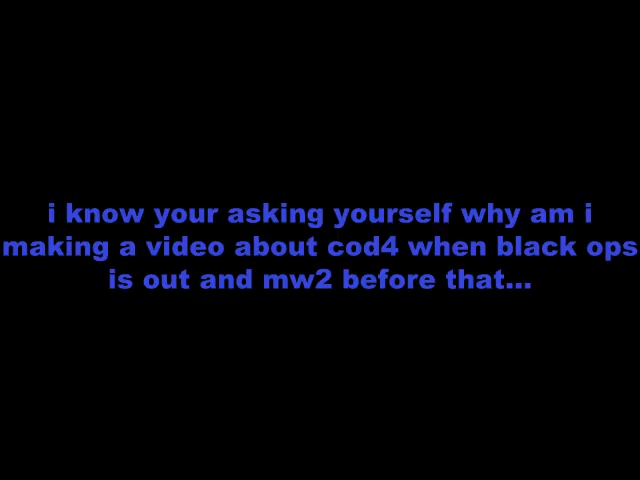 i know your asking yourself why am i
making a video about cod4 when black ops
is out and mw2 before that...